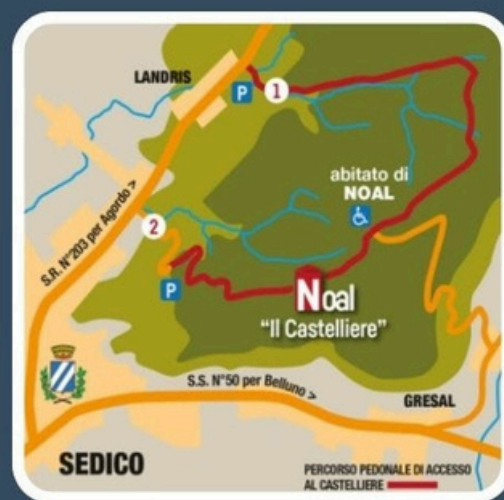 LANDRIS
P
1
abitato di
NOAL
S.R. N°203 per Agordo >
2
P
Noal
"Il Castelliere"
S.S. N°50 per Belluno >
GRESAL
SEDICO
PERCORSO PEDONALE DI ACCESSO
AL CASTELLIERE